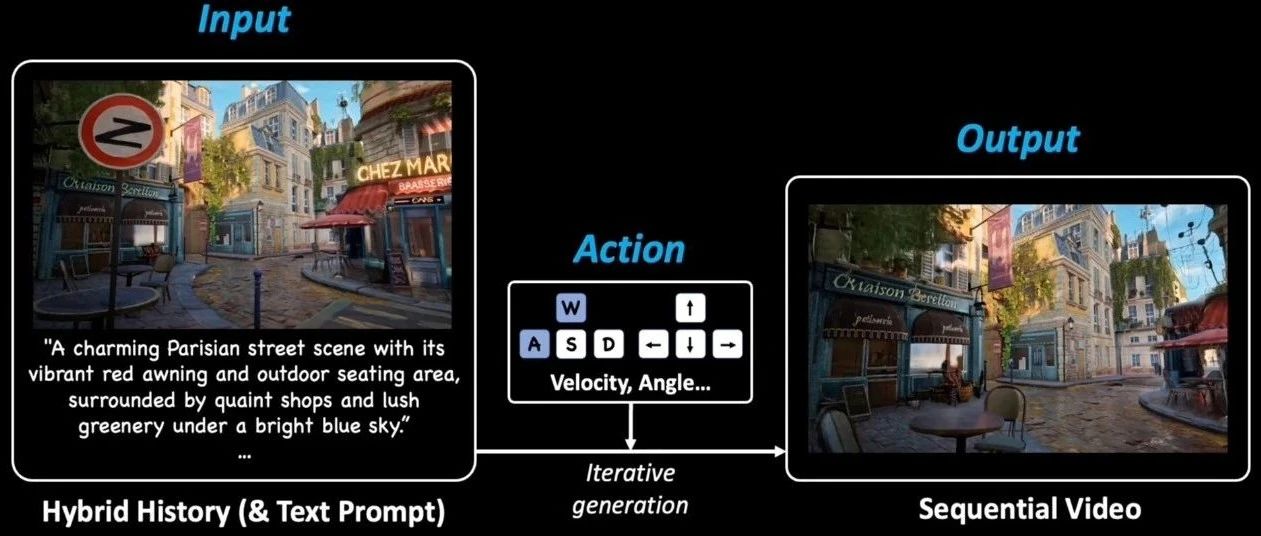 Input
CHEZ MAR
BRASSERIE
Maison Berellon
patisserie
"A charming Parisian street scene with its
vibrant red awning and outdoor seating area,
surrounded by quaint shops and lush
greenery under a bright blue sky."
...
Hybrid History (& Text Prompt)
Action
W
↑
A S D ← ↓ →
Velocity, Angle...
Iterative
generation
Output
Maison Berellon
Sequential Video